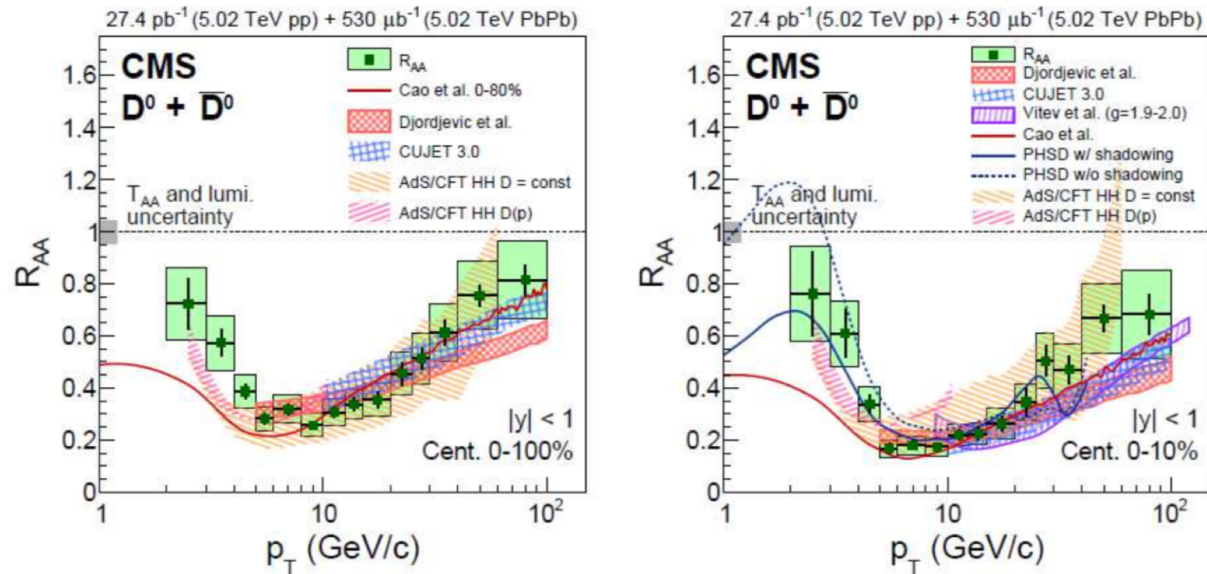 27.4 pb⁻¹ (5.02 TeV pp) + 530 μb⁻¹ (5.02 TeV PbPb)
CMS
D⁰ + D̅⁰
R_AA
Cao et al. 0-80%
Djordjevic et al.
CUJET 3.0
AdS/CFT HH D = const
AdS/CFT HH D(p)
T_AA and lumi.
uncertainty
|y| < 1
Cent. 0-100%
R_AA
1.6
1.4
1.2
1
0.8
0.6
0.4
0.2
0
1
10
10²
p_T (GeV/c)
27.4 pb⁻¹ (5.02 TeV pp) + 530 μb⁻¹ (5.02 TeV PbPb)
CMS
D⁰ + D̅⁰
R_AA
Djordjevic et al.
CUJET 3.0
Vitev et al. (g=1.9-2.0)
Cao et al.
PHSD w/ shadowing
PHSD w/o shadowing
AdS/CFT HH D = const
AdS/CFT HH D(p)
T_AA and lumi.
uncertainty
|y| < 1
Cent. 0-10%
R_AA
1.6
1.4
1.2
1
0.8
0.6
0.4
0.2
0
1
10
10²
p_T (GeV/c)